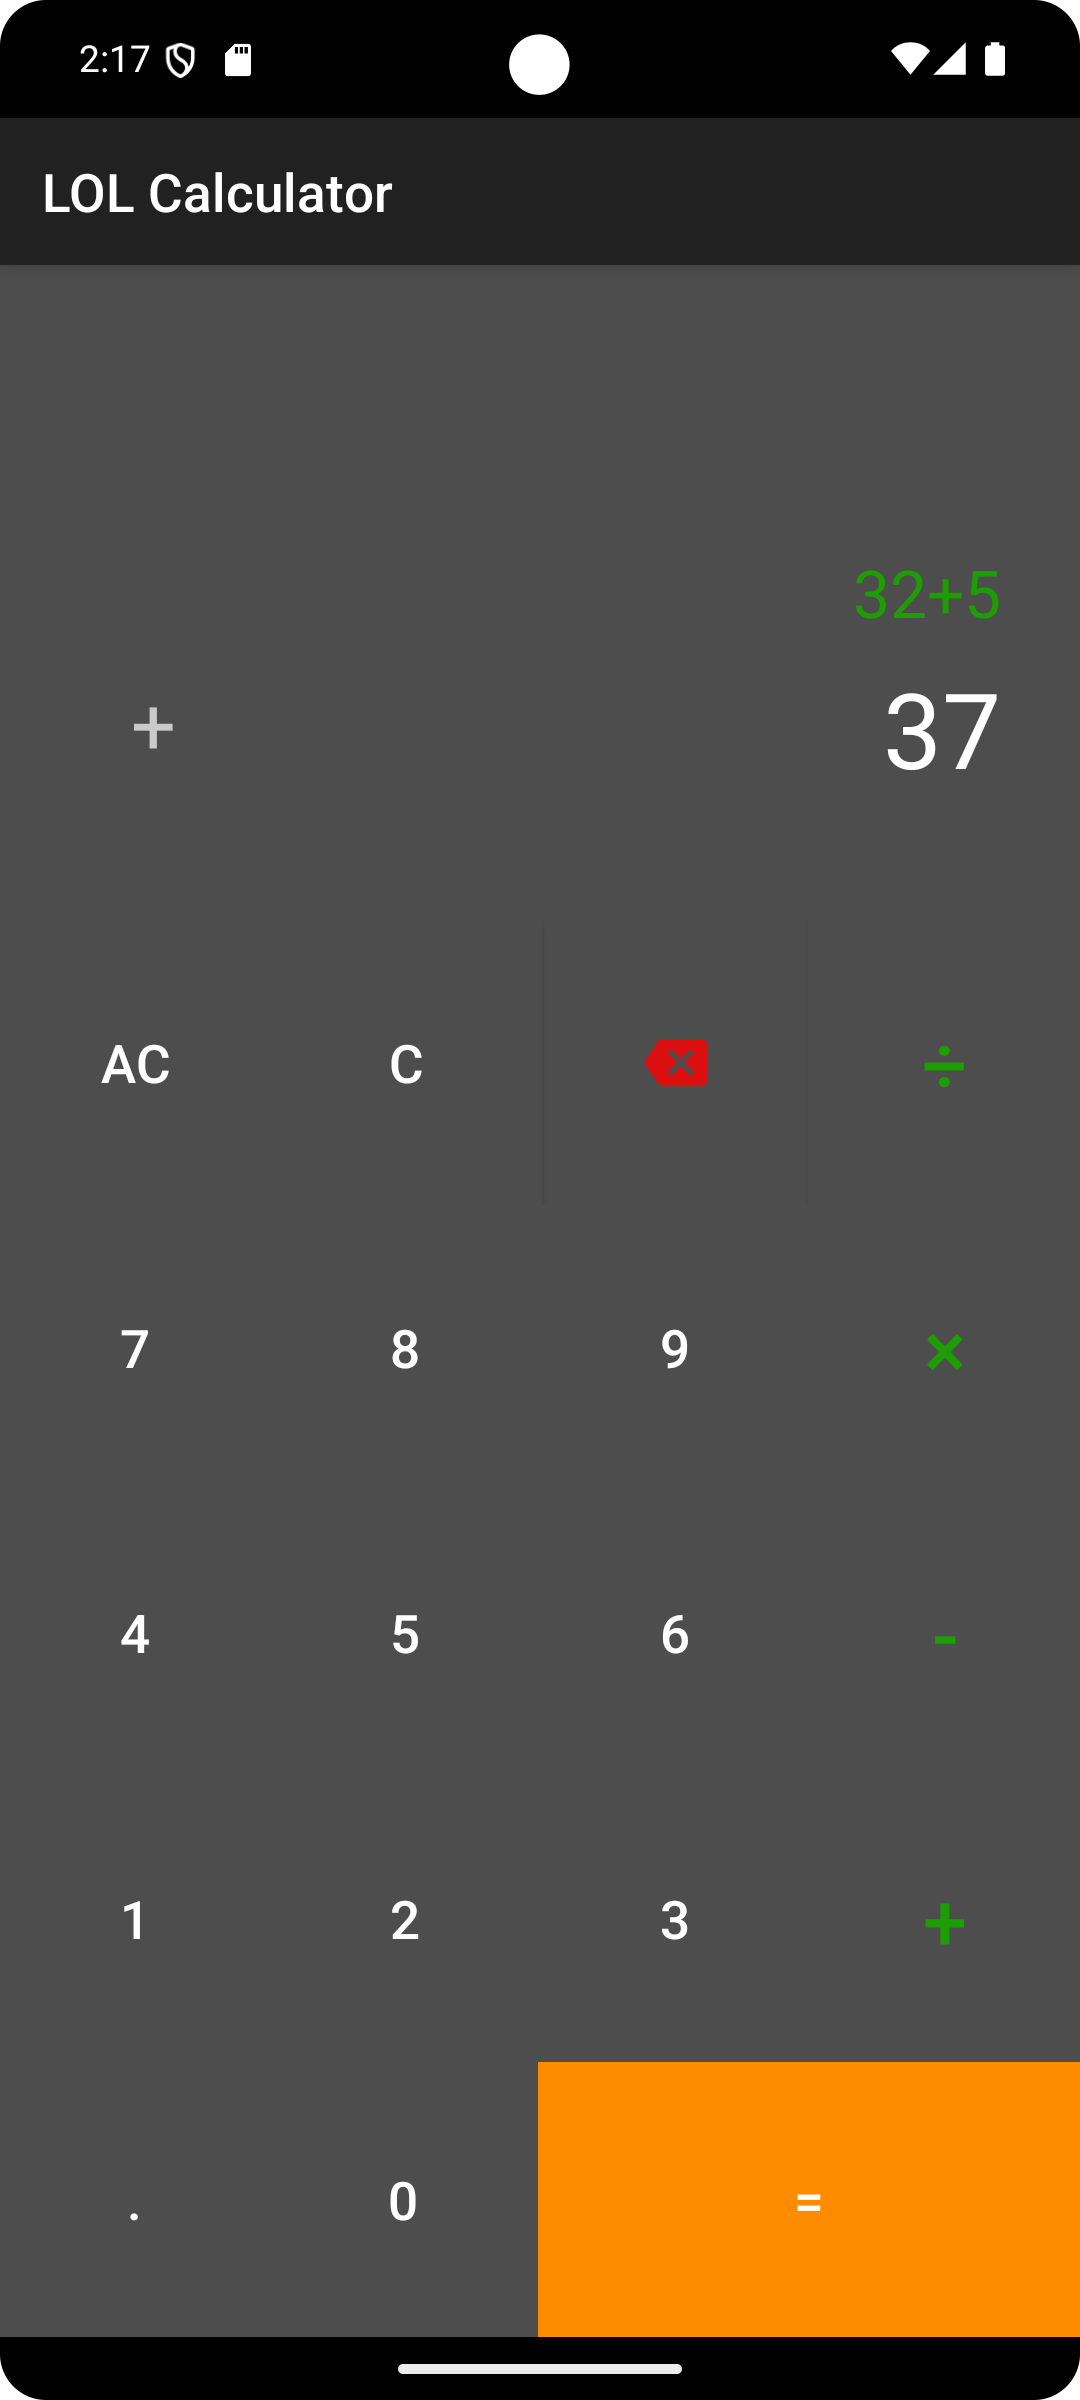 2:17
LOL Calculator
32+5
+ 37
AC C ÷
7 8 9 ×
4 5 6 -
1 2 3 +
. 0 =